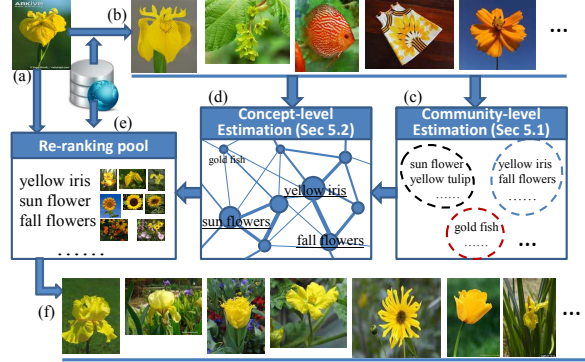 ARKIVE
(b)
...
(a)
(d)
Concept-level
Estimation (Sec 5.2)
(c)
Community-level
Estimation (Sec 5.1)
(e)
Re-ranking pool
yellow iris
sun flower
fall flowers
......
gold fish
yellow iris
sun flowers
fall flowers
sun flower
yellow tulip
......
yellow iris
fall flowers
......
gold fish
......
...
(f)
...